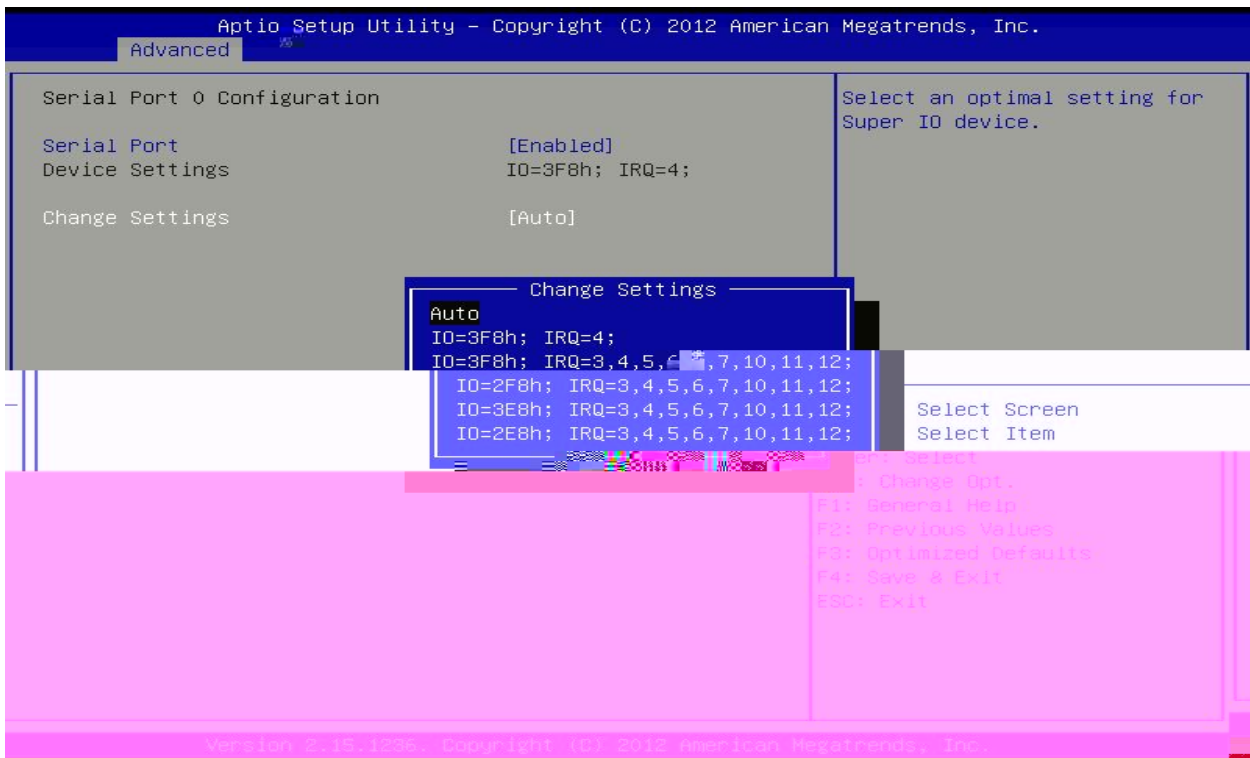 Aptio Setup Utility – Copyright (C) 2012 American Megatrends, Inc.
Advanced
Serial Port 0 Configuration
Serial Port [Enabled]
Device Settings IO=3F8h; IRQ=4;
Change Settings [Auto]
Select an optimal setting for
Super IO device.
Change Settings
Auto
IO=3F8h; IRQ=4;
IO=3F8h; IRQ=3,4,5,6,7,10,11,12;
IO=2F8h; IRQ=3,4,5,6,7,10,11,12;
IO=3E8h; IRQ=3,4,5,6,7,10,11,12;
IO=2E8h; IRQ=3,4,5,6,7,10,11,12;
Select Screen
Select Item
Select
: Change Opt.
F1: General Help
F2: Previous Values
F3: Optimized Defaults
F4: Save & Exit
ESC: Exit
Version 2.15.1236. Copyright (C) 2012 American Megatrends, Inc.